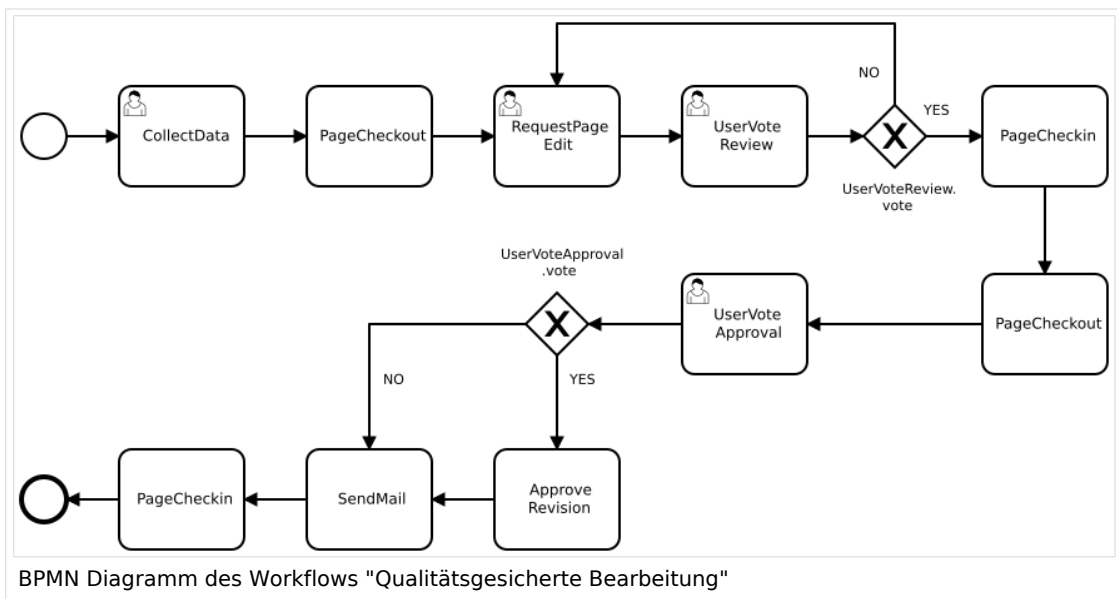 NO
CollectData
PageCheckout
RequestPage
Edit
UserVote
Review
YES
PageCheckin
UserVoteReview.
vote
UserVoteApproval
.vote
UserVote
Approval
PageCheckout
NO
YES
PageCheckin
SendMail
Approve
Revision
BPMN Diagramm des Workflows "Qualitätsgesicherte Bearbeitung"